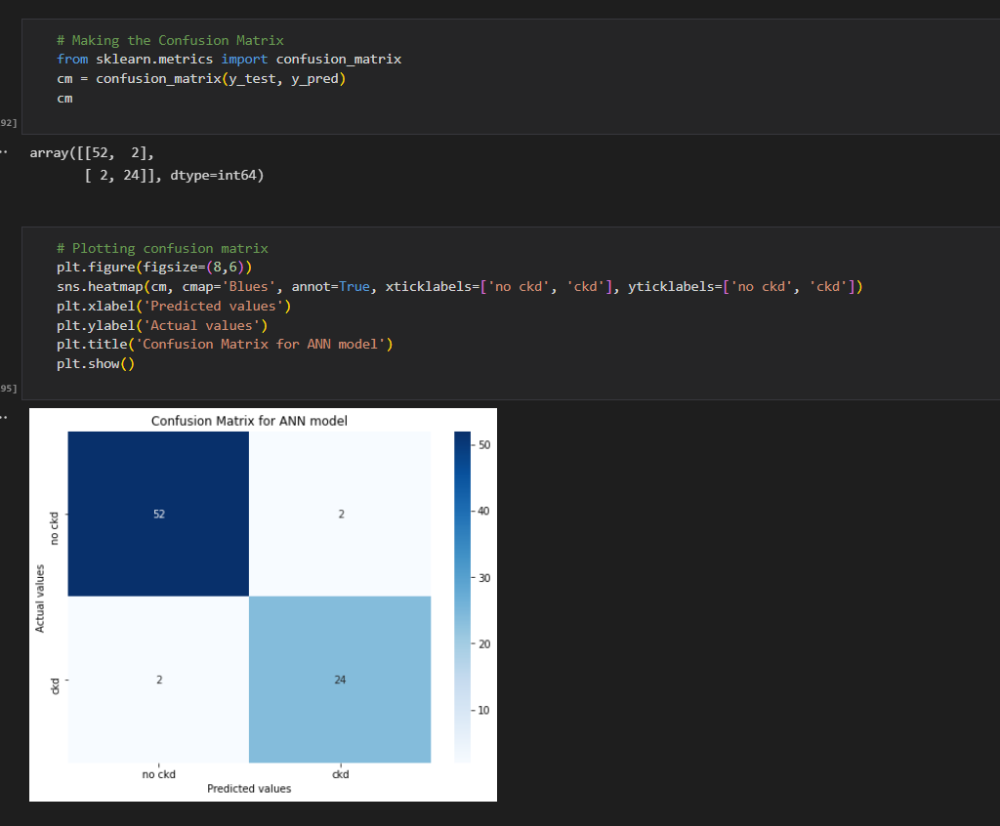 # Making the Confusion Matrix
from sklearn.metrics import confusion_matrix
cm = confusion_matrix(y_test, y_pred)
cm
92]
array([[52,  2],
       [ 2, 24]], dtype=int64)
# Plotting confusion matrix
plt.figure(figsize=(8,6))
sns.heatmap(cm, cmap='Blues', annot=True, xticklabels=['no ckd', 'ckd'], yticklabels=['no ckd', 'ckd'])
plt.xlabel('Predicted values')
plt.ylabel('Actual values')
plt.title('Confusion Matrix for ANN model')
plt.show()
95]
Confusion Matrix for ANN model
50
40
30
20
10
Actual values
no ckd
52
2
ckd
2
24
no ckd
ckd
Predicted values